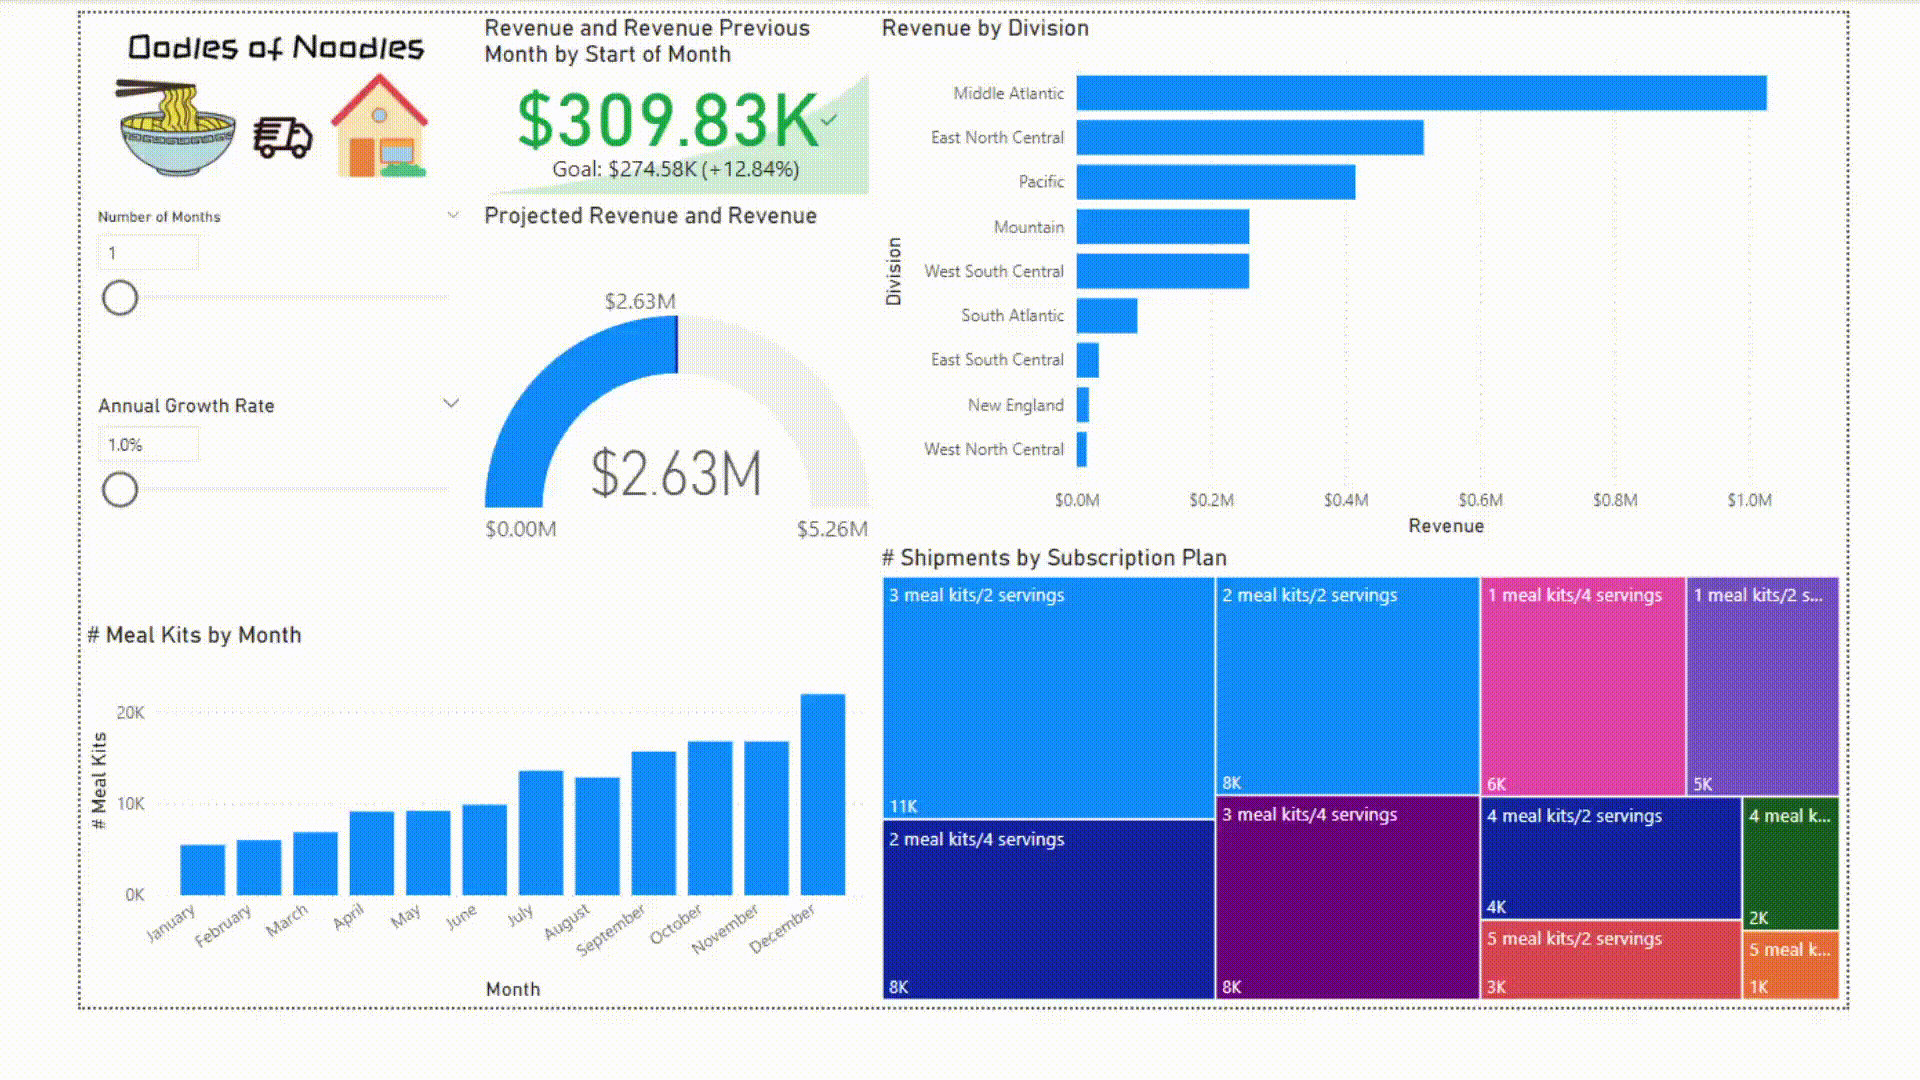 Oodles of Noodles
Number of Months
1
Annual Growth Rate
1.0%
Revenue and Revenue Previous
Month by Start of Month
$309.83K
Goal: $274.58K (+12.84%)
Projected Revenue and Revenue
$2.63M
$2.63M
$0.00M
$5.26M
Revenue by Division
Division
Middle Atlantic
East North Central
Pacific
Mountain
West South Central
South Atlantic
East South Central
New England
West North Central
$0.0M
$0.2M
$0.4M
$0.6M
$0.8M
$1.0M
Revenue
# Meal Kits by Month
# Meal Kits
20K
10K
0K
January
February
March
April
May
June
July
August
September
October
November
December
Month
# Shipments by Subscription Plan
3 meal kits/2 servings
11K
2 meal kits/4 servings
8K
2 meal kits/2 servings
8K
3 meal kits/4 servings
8K
1 meal kits/4 servings
6K
1 meal kits/2 s...
5K
4 meal kits/2 servings
4K
4 meal k...
2K
5 meal kits/2 servings
3K
5 meal k...
1K